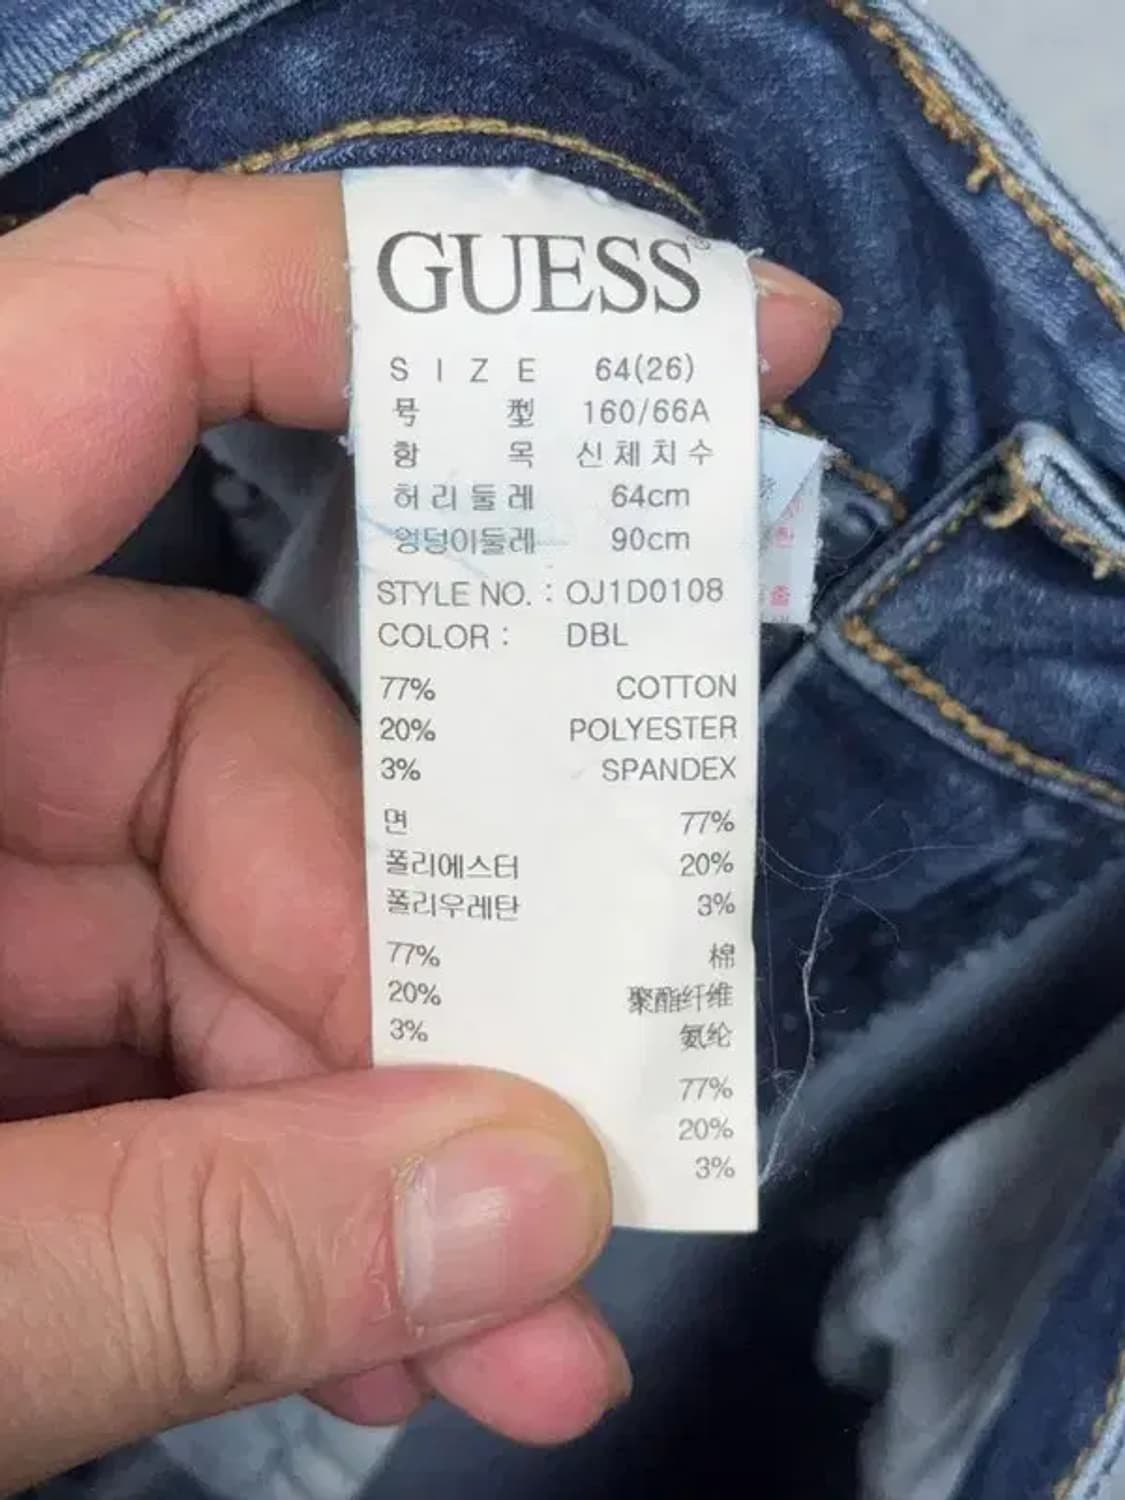 GUESS®
SIZE 64(26)
号型 160/66A
항목 신체치수
허리둘레 64cm
엉덩이둘레 90cm
STYLE NO. : OJ1D0108
COLOR : DBL
77% COTTON
20% POLYESTER
3% SPANDEX
면 77%
폴리에스터 20%
폴리우레탄 3%
77% 棉
20% 聚酯纤维
3% 氨纶
77%
20%
3%